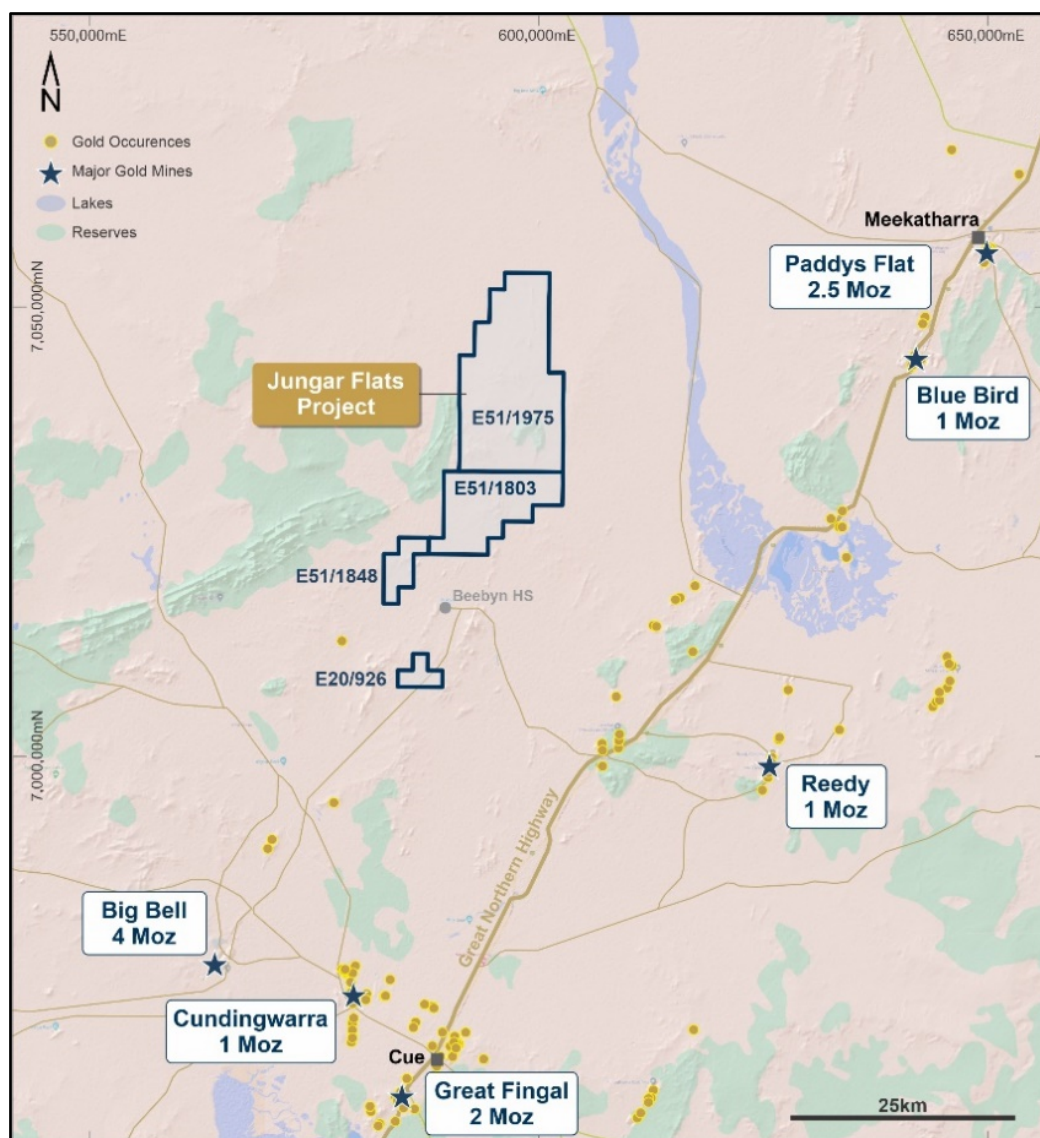 550,000mE
600,000mE
650,000mE
N
Gold Occurences
Major Gold Mines
Lakes
Reserves
Meekatharra
Paddys Flat
2.5 Moz
7,050,000mN
Blue Bird
1 Moz
Jungar Flats
Project
E51/1975
E51/1803
E51/1848
Beebyn HS
E20/926
7,000,000mN
Reedy
1 Moz
Great Northern Highway
Big Bell
4 Moz
Cundingwarra
1 Moz
Cue
Great Fingal
2 Moz
25km